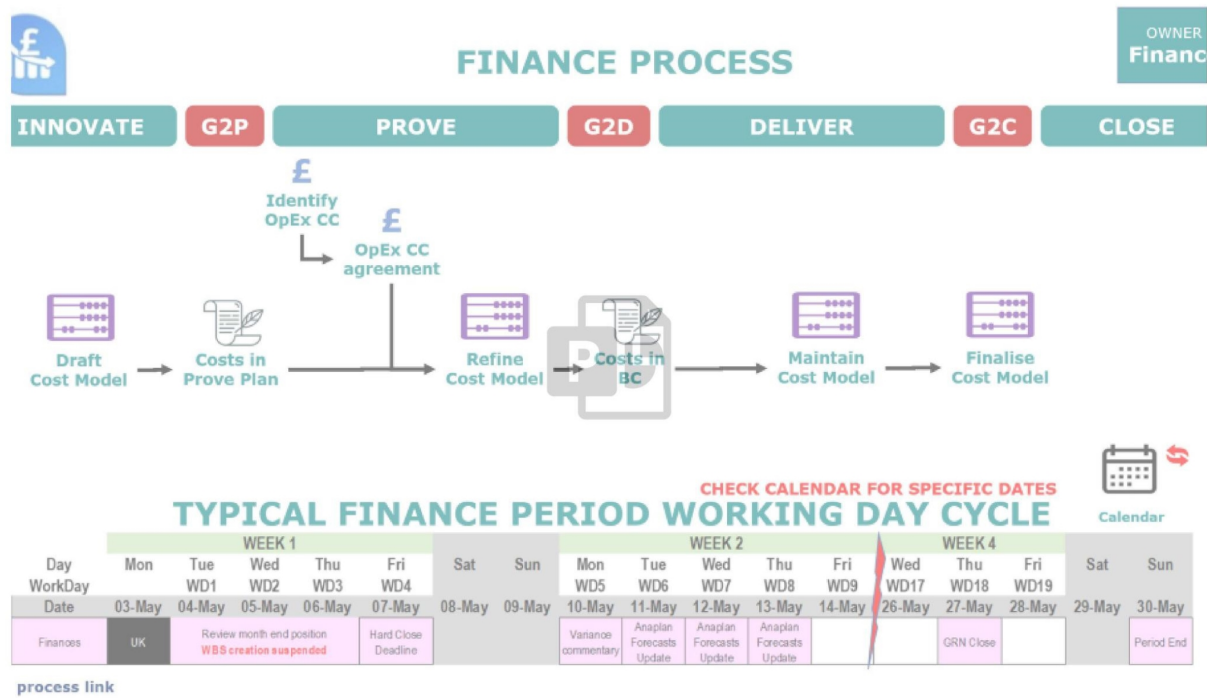 £
OWNER
Financ
FINANCE PROCESS
INNOVATE G2P PROVE G2D DELIVER G2C CLOSE
£
Identify
OpEx CC
£
OpEx CC
agreement
Draft
Cost Model
Costs in
Prove Plan
Refine
Cost Model
P
Costs in
BC
Maintain
Cost Model
Finalise
Cost Model
CHECK CALENDAR FOR SPECIFIC DATES
TYPICAL FINANCE PERIOD WORKING DAY CYCLE
Calendar
WEEK 1 WEEK 2 WEEK 4
Day Mon Tue Wed Thu Fri Sat Sun Mon Tue Wed Thu Fri Wed Thu Fri Sat Sun
WorkDay WD1 WD2 WD3 WD4 WD5 WD6 WD7 WD8 WD9 WD17 WD18 WD19
Date 03-May 04-May 05-May 06-May 07-May 08-May 09-May 10-May 11-May 12-May 13-May 14-May 26-May 27-May 28-May 29-May 30-May
Finances
UK
Review month end position
WBS creation suspended
Hard Close
Deadline
Variance
commentary
Anaplan
Forecasts
Update
Anaplan
Forecasts
Update
Anaplan
Forecasts
Update
GRN Close
Period End
process link